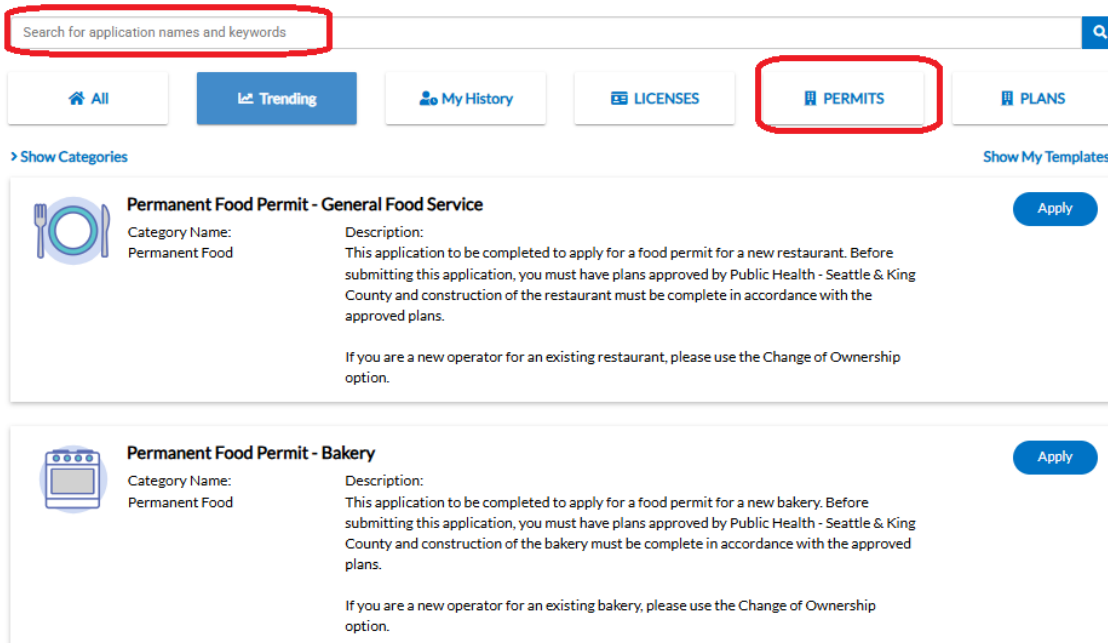 Search for application names and keywords
All
Trending
My History
LICENSES
PERMITS
PLANS
> Show Categories
Show My Templates
Permanent Food Permit - General Food Service
Apply
Category Name:
Description:
Permanent Food
This application to be completed to apply for a food permit for a new restaurant. Before
submitting this application, you must have plans approved by Public Health - Seattle & King
County and construction of the restaurant must be complete in accordance with the
approved plans.
If you are a new operator for an existing restaurant, please use the Change of Ownership
option.
Permanent Food Permit - Bakery
Apply
Category Name:
Description:
Permanent Food
This application to be completed to apply for a food permit for a new bakery. Before
submitting this application, you must have plans approved by Public Health - Seattle & King
County and construction of the bakery must be complete in accordance with the approved
plans.
If you are a new operator for an existing bakery, please use the Change of Ownership
option.